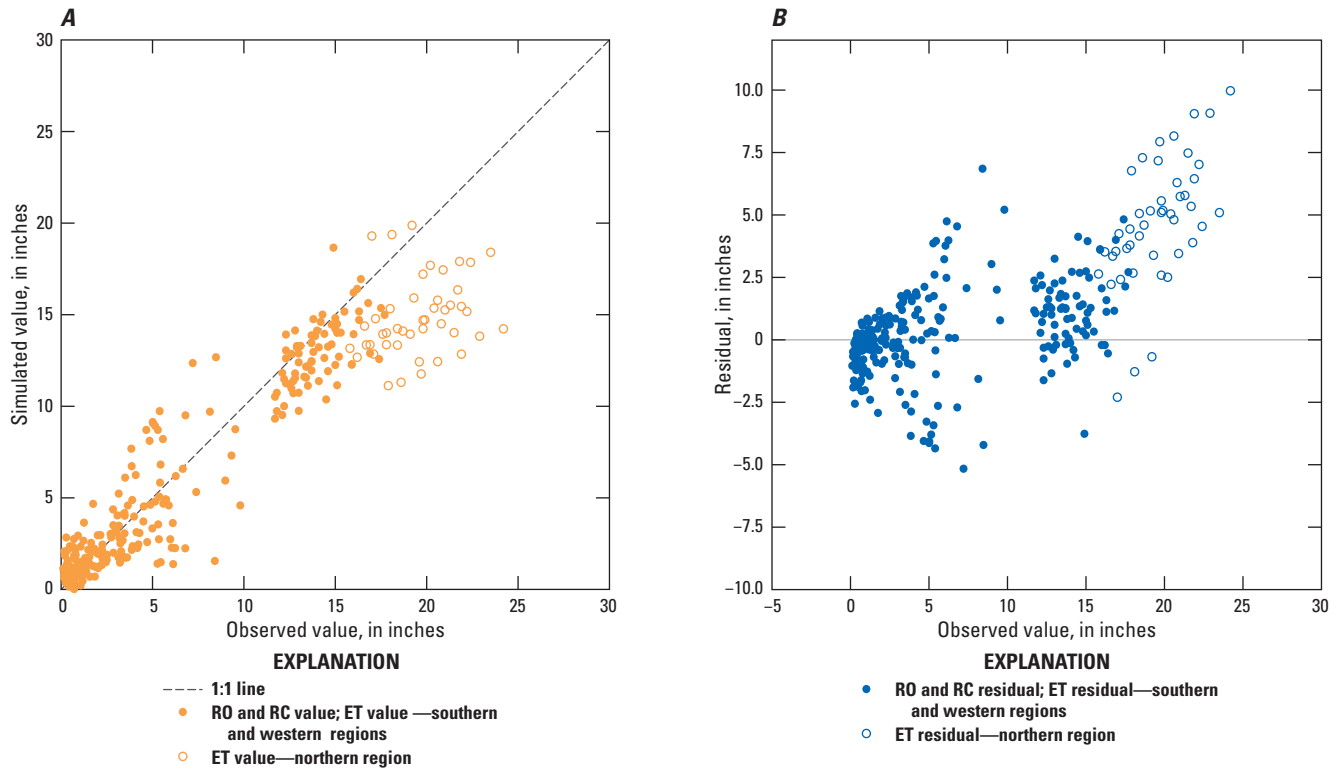 A
30
25
20
15
10
5
0
Simulated value, in inches
0
5
10
15
20
25
30
Observed value, in inches
EXPLANATION
1:1 line
RO and RC value; ET value —southern
and western regions
ET value—northern region
B
10.0
7.5
5.0
2.5
0
−2.5
−5.0
−7.5
−10.0
Residual, in inches
−5
0
5
10
15
20
25
30
Observed value, in inches
EXPLANATION
RO and RC residual; ET residual—southern
and western regions
ET residual—northern region